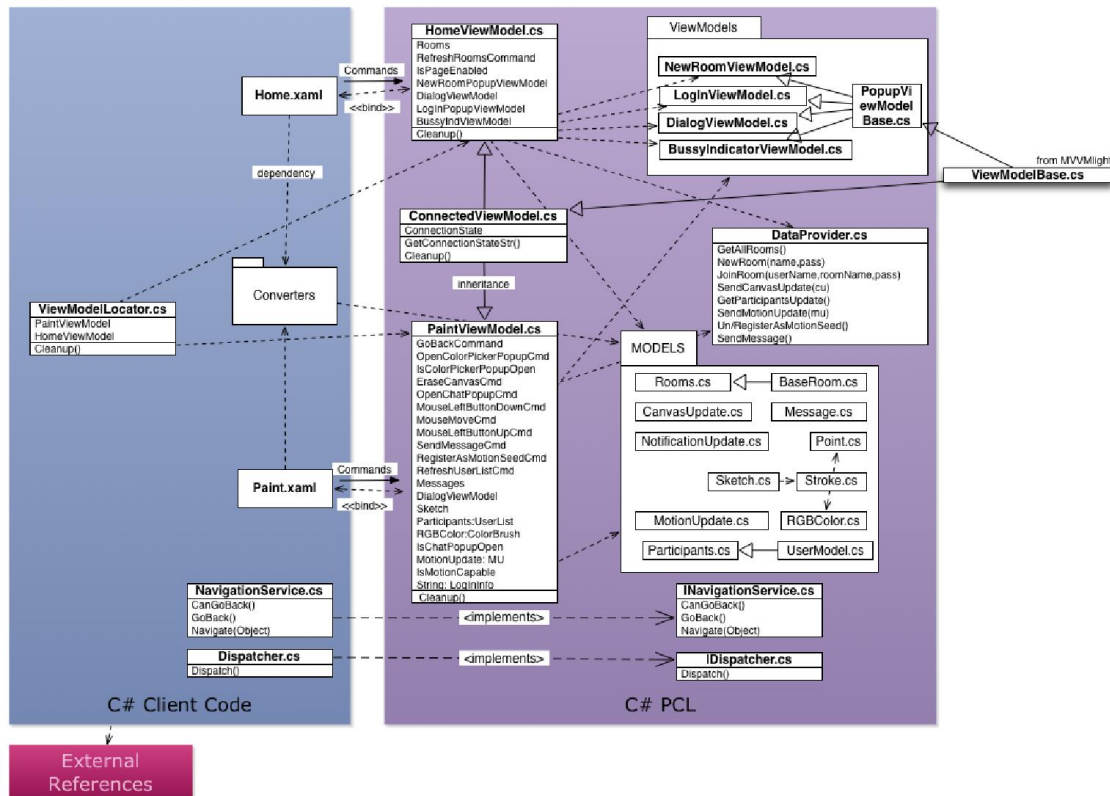 HomeViewModel.cs
Rooms
RefreshRoomsCommand
IsPageEnabled
NewRoomPopupViewModel
DialogViewModel
LogInPopupViewModel
BussyIndViewModel
Cleanup()
Commands
<<bind>>
Home.xaml
dependency
ViewModels
NewRoomViewModel.cs
LogInViewModel.cs
DialogViewModel.cs
BussyIndicatorViewModel.cs
PopupVi
ewModel
Base.cs
from MVVMlight
ViewModelBase.cs
ConnectedViewModel.cs
ConnectionState
GetConnectionStateStr()
Cleanup()
inheritance
DataProvider.cs
GetAllRooms()
NewRoom(name,pass)
JoinRoom(userName,roomName,pass)
SendCanvasUpdate(cu)
GetParticipantsUpdate()
SendMotionUpdate(mu)
Un/RegisterAsMotionSeed()
SendMessage()
Converters
ViewModelLocator.cs
PaintViewModel
HomeViewModel
Cleanup()
PaintViewModel.cs
GoBackCommand
OpenColorPickerPopupCmd
IsColorPickerPopupOpen
EraseCanvasCmd
OpenChatPopupCmd
MouseLeftButtonDownCmd
MouseMoveCmd
MouseLeftButtonUpCmd
SendMessageCmd
RegisterAsMotionSeedCmd
RefreshUserListCmd
Messages
DialogViewModel
Sketch
Participants:UserList
RGBColor:ColorBrush
IsChatPopupOpen
MotionUpdate: MU
IsMotionCapable
String: LogInInfo
Cleanup()
MODELS
Rooms.cs
BaseRoom.cs
CanvasUpdate.cs
Message.cs
NotificationUpdate.cs
Point.cs
Sketch.cs
Stroke.cs
MotionUpdate.cs
RGBColor.cs
Participants.cs
UserModel.cs
Paint.xaml
Commands
<<bind>>
NavigationService.cs
CanGoBack()
GoBack()
Navigate(Object)
<implements>
INavigationService.cs
CanGoBack()
GoBack()
Navigate(Object)
Dispatcher.cs
Dispatch()
<implements>
IDispatcher.cs
Dispatch()
C# Client Code
C# PCL
External
References